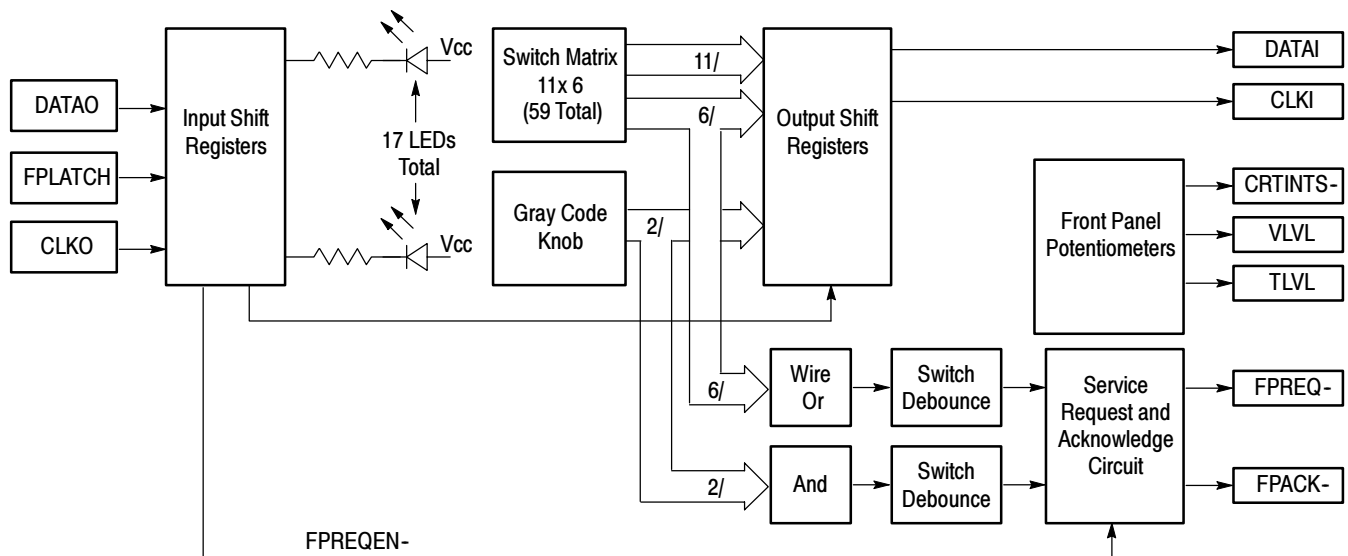 DATAO
FPLATCH
CLKO
Input Shift
Registers
Vcc
17 LEDs
Total
Vcc
Switch Matrix
11x 6
(59 Total)
11/
6/
Gray Code
Knob
2/
Output Shift
Registers
DATAI
CLKI
Front Panel
Potentiometers
CRTINTS-
VLVL
TLVL
6/
Wire
Or
Switch
Debounce
2/
And
Switch
Debounce
Service
Request and
Acknowledge
Circuit
FPREQ-
FPACK-
FPREQEN-